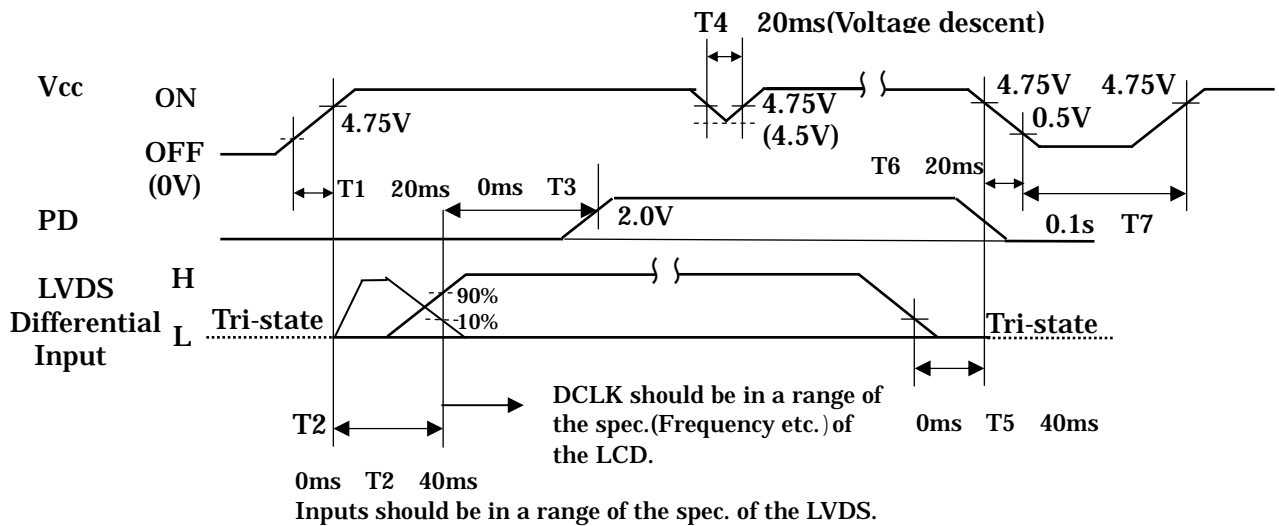 T4 20ms(Voltage descent)
Vcc
ON
4.75V
4.75V
(4.5V)
4.75V
4.75V
0.5V
OFF
(0V)
T1 20ms
0ms T3
T6 20ms
PD
2.0V
0.1s T7
LVDS
Differential
Input
H
L
Tri-state
90%
10%
Tri-state
T2
DCLK should be in a range of
the spec.(Frequency etc.) of
the LCD.
0ms T5 40ms
0ms T2 40ms
Inputs should be in a range of the spec. of the LVDS.